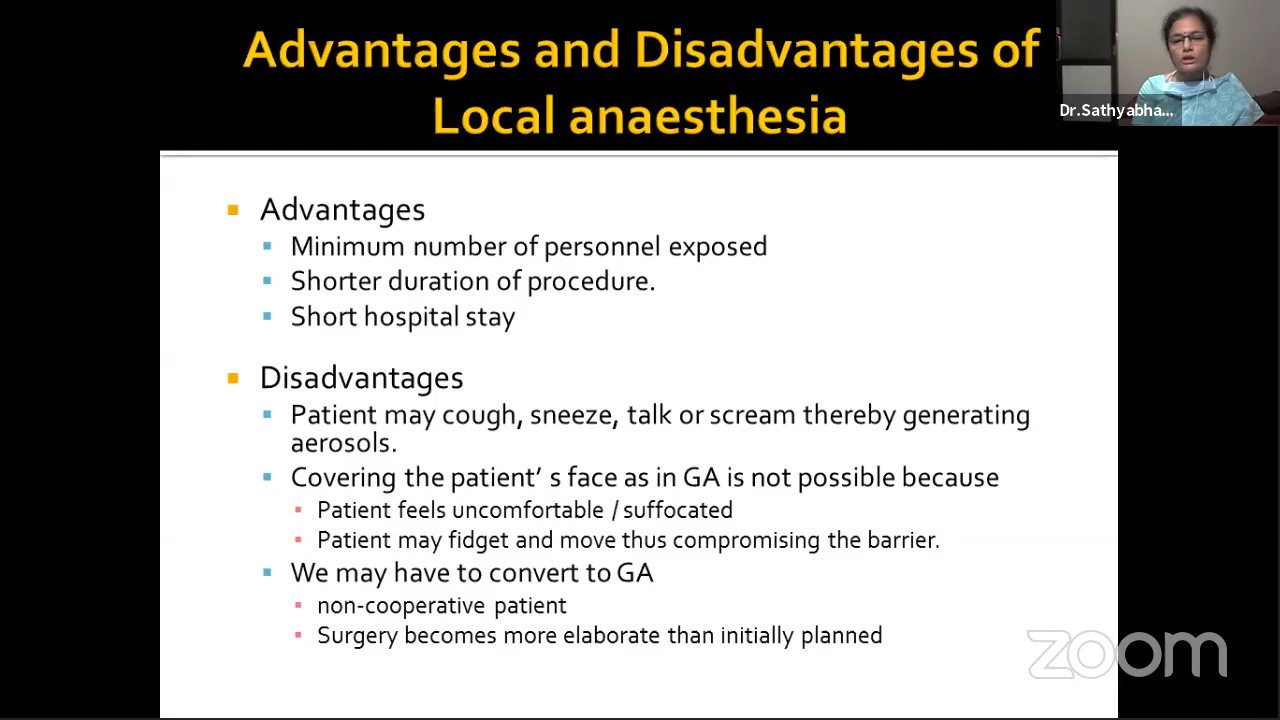 Advantages and Disadvantages of
Local anaesthesia
Dr.Sathyabha...
Advantages
Minimum number of personnel exposed
Shorter duration of procedure.
Short hospital stay
Disadvantages
Patient may cough, sneeze, talk or scream thereby generating
aerosols.
Covering the patient’ s face as in GA is not possible because
Patient feels uncomfortable / suffocated
Patient may fidget and move thus compromising the barrier.
We may have to convert to GA
non-cooperative patient
Surgery becomes more elaborate than initially planned
zoom